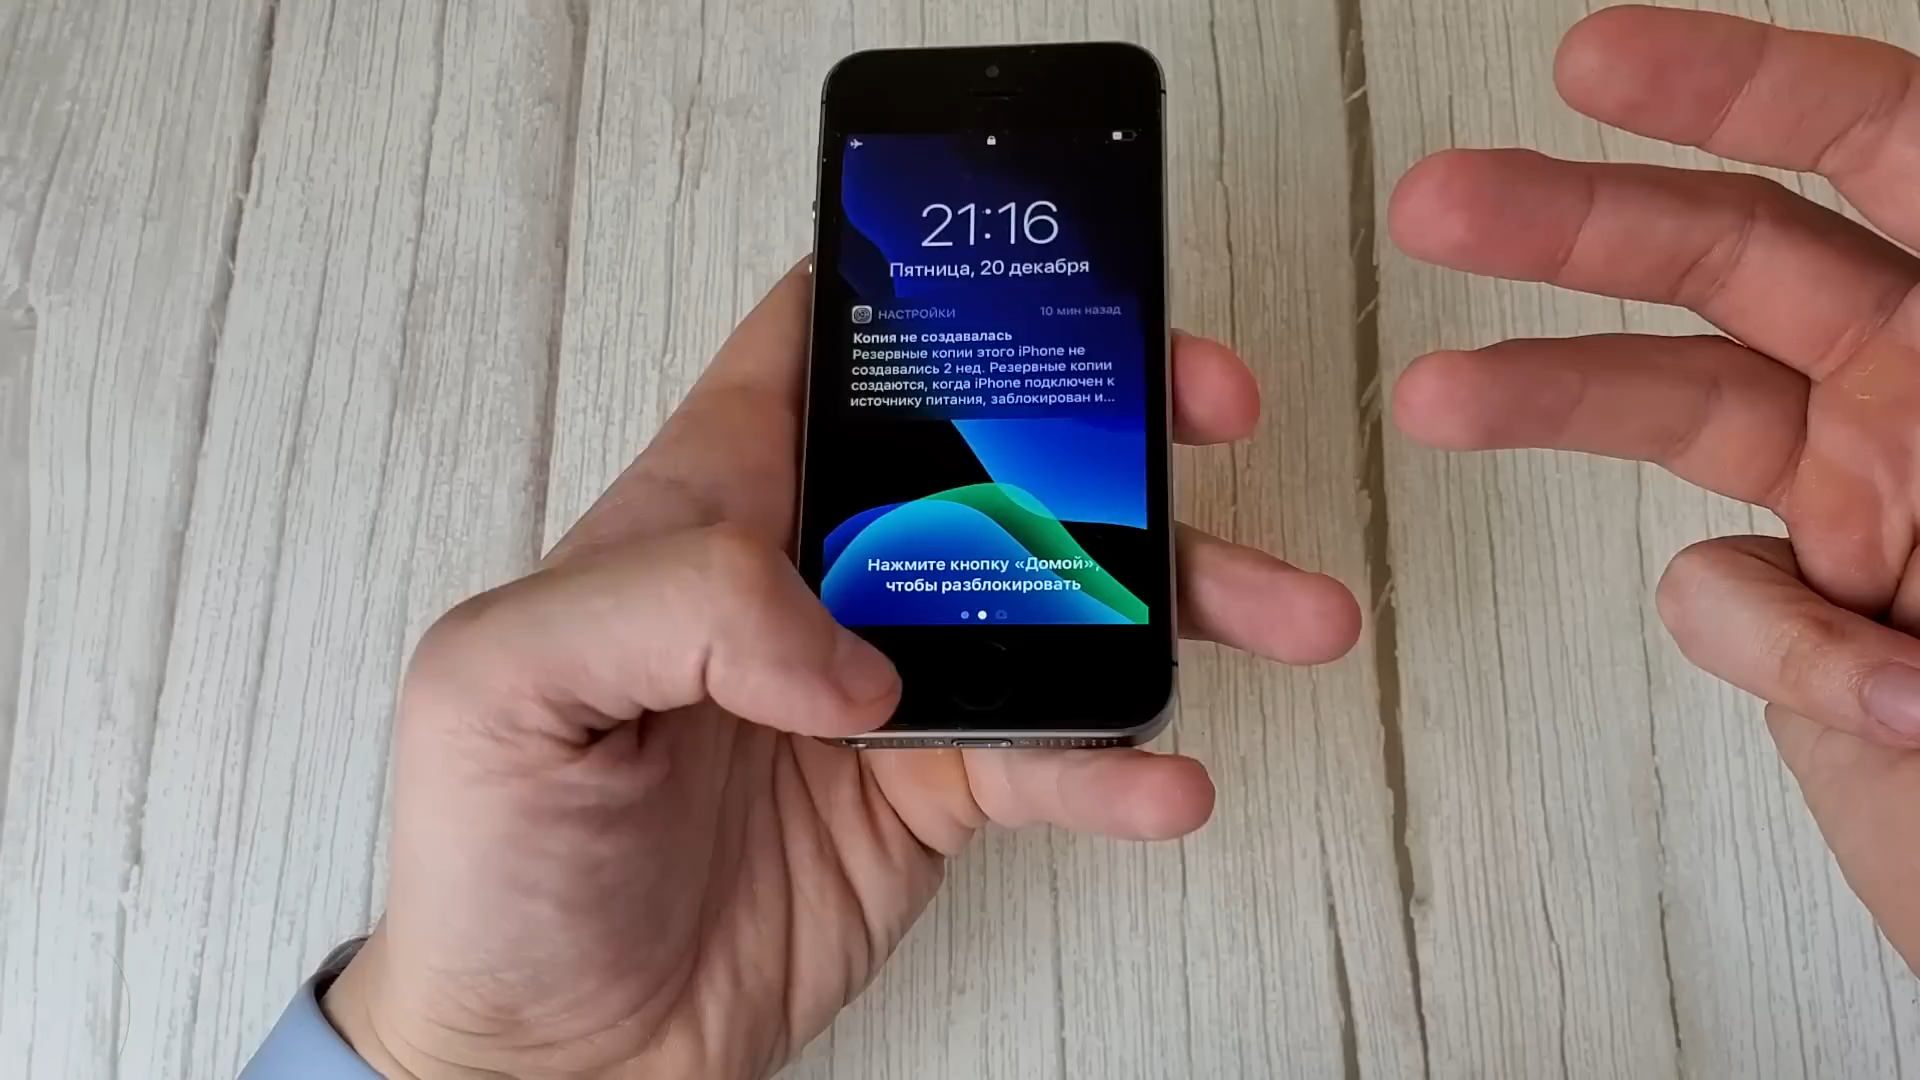 21:16
Пятница, 20 декабря
НАСТРОЙКИ 10 мин назад
Копия не создавалась
Резервные копии этого iPhone не
создавались 2 нед. Резервные копии
создаются, когда iPhone подключен к
источнику питания, заблокирован и...
Нажмите кнопку «Домой»,
чтобы разблокировать